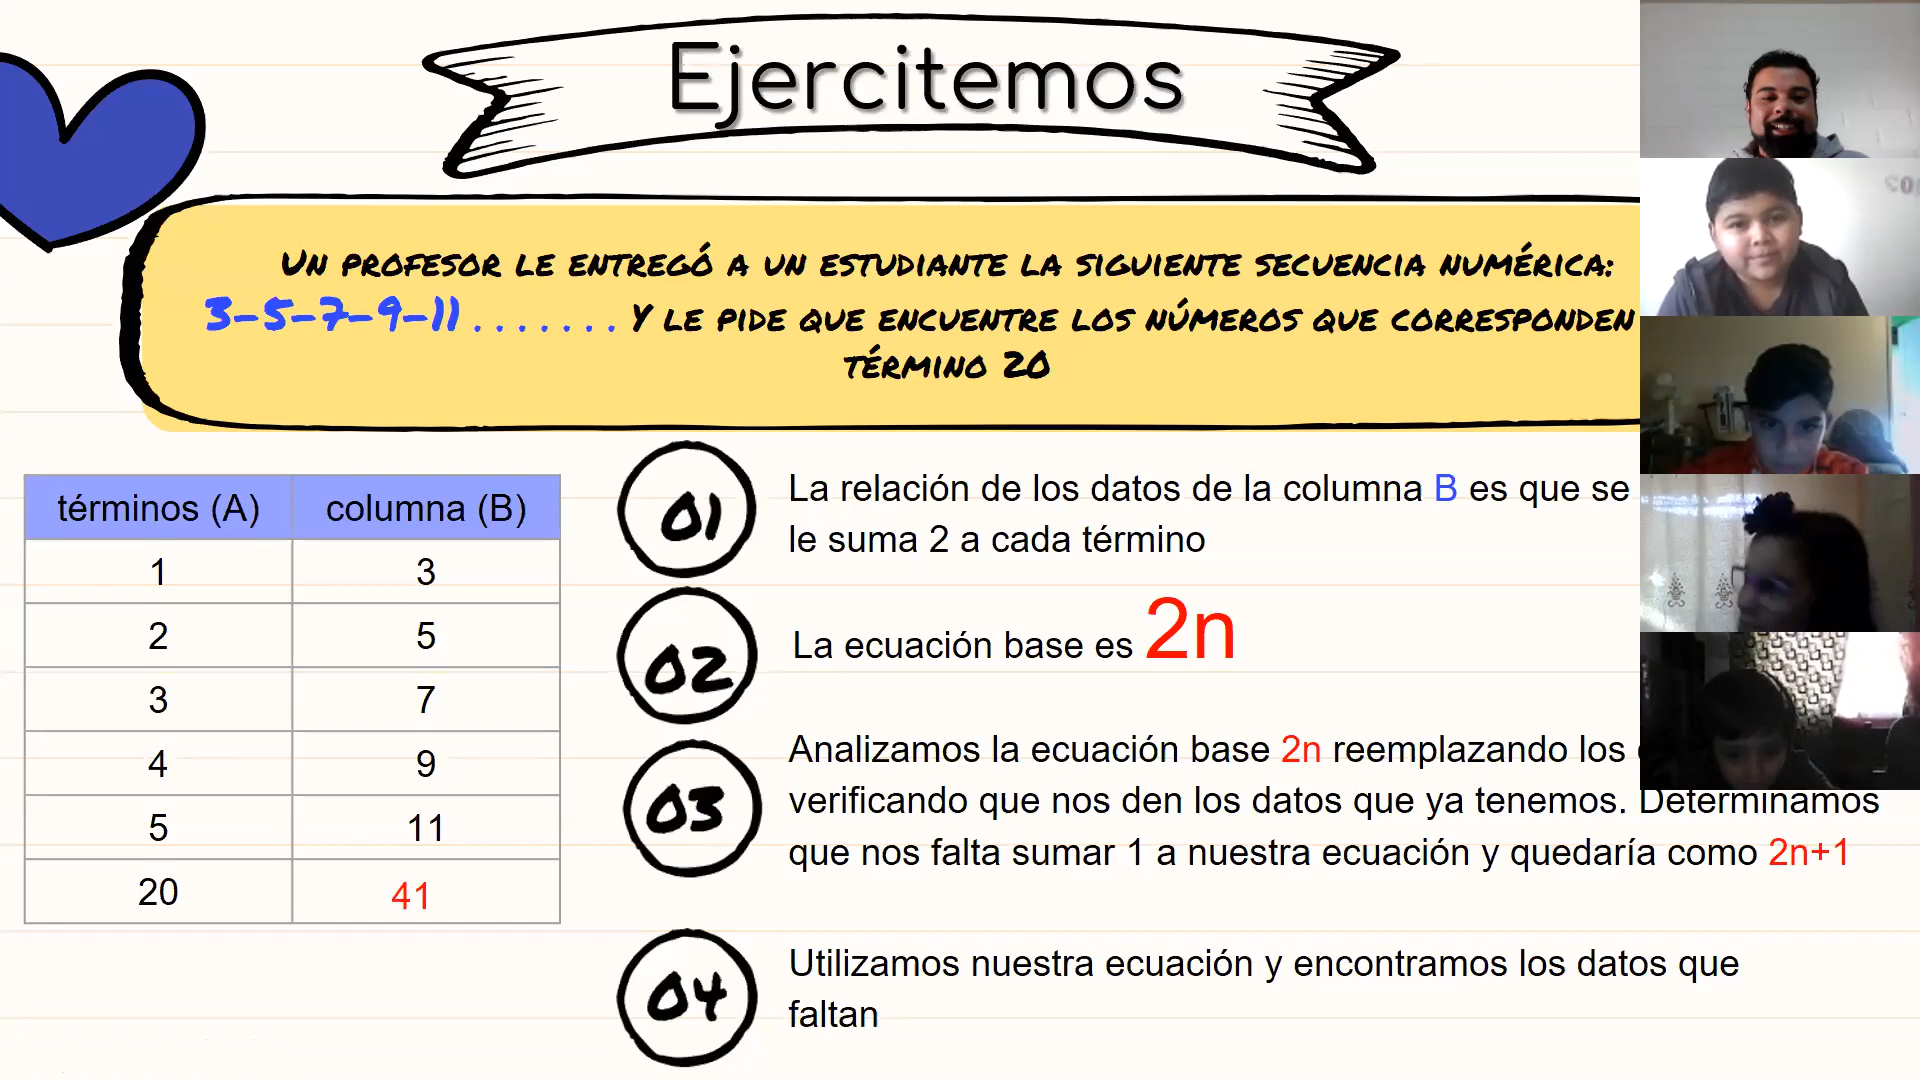 Ejercitemos
UN PROFESOR LE ENTREGÓ A UN ESTUDIANTE LA SIGUIENTE SECUENCIA NUMÉRICA:
3-5-7-9-11 . . . . . . . Y LE PIDE QUE ENCUENTRE LOS NÚMEROS QUE CORRESPONDEN
TÉRMINO 20
términos (A) columna (B)
1 3
2 5
3 7
4 9
5 11
20 41
01
La relación de los datos de la columna B es que se
le suma 2 a cada término
02
La ecuación base es 2n
03
Analizamos la ecuación base 2n reemplazando los
verificando que nos den los datos que ya tenemos. Determinamos
que nos falta sumar 1 a nuestra ecuación y quedaría como 2n+1
04
Utilizamos nuestra ecuación y encontramos los datos que
faltan